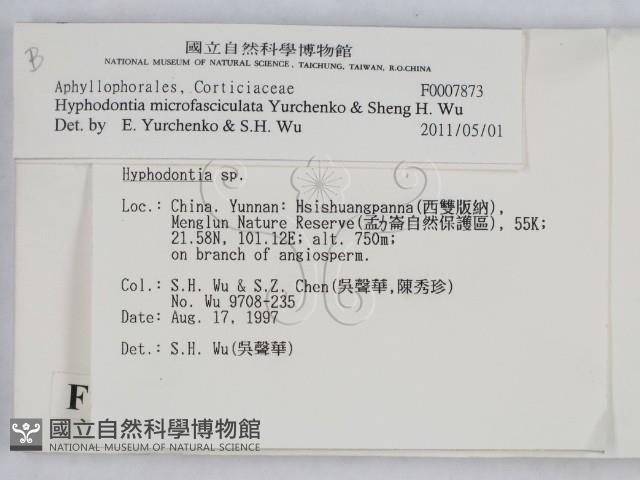 B
國立自然科學博物館
NATIONAL MUSEUM OF NATURAL SCIENCE, TAICHUNG, TAIWAN, R.O.CHINA
Aphyllophorales, Corticiaceae F0007873
Hyphodontia microfasciculata Yurchenko & Sheng H. Wu
Det. by E. Yurchenko & S.H. Wu 2011/05/01
Hyphodontia sp.
Loc.: China. Yunnan: Hsishuangpanna(西雙版納),
Menglun Nature Reserve(孟力崙自然保護區), 55K;
21.58N, 101.12E; alt. 750m;
on branch of angiosperm.
Col.: S.H. Wu & S.Z. Chen(吳聲華,陳秀珍)
No. Wu 9708-235
Date: Aug. 17, 1997
Det.: S.H. Wu(吳聲華)
F
國立自然科學博物館
NATIONAL MUSEUM OF NATURAL SCIENCE